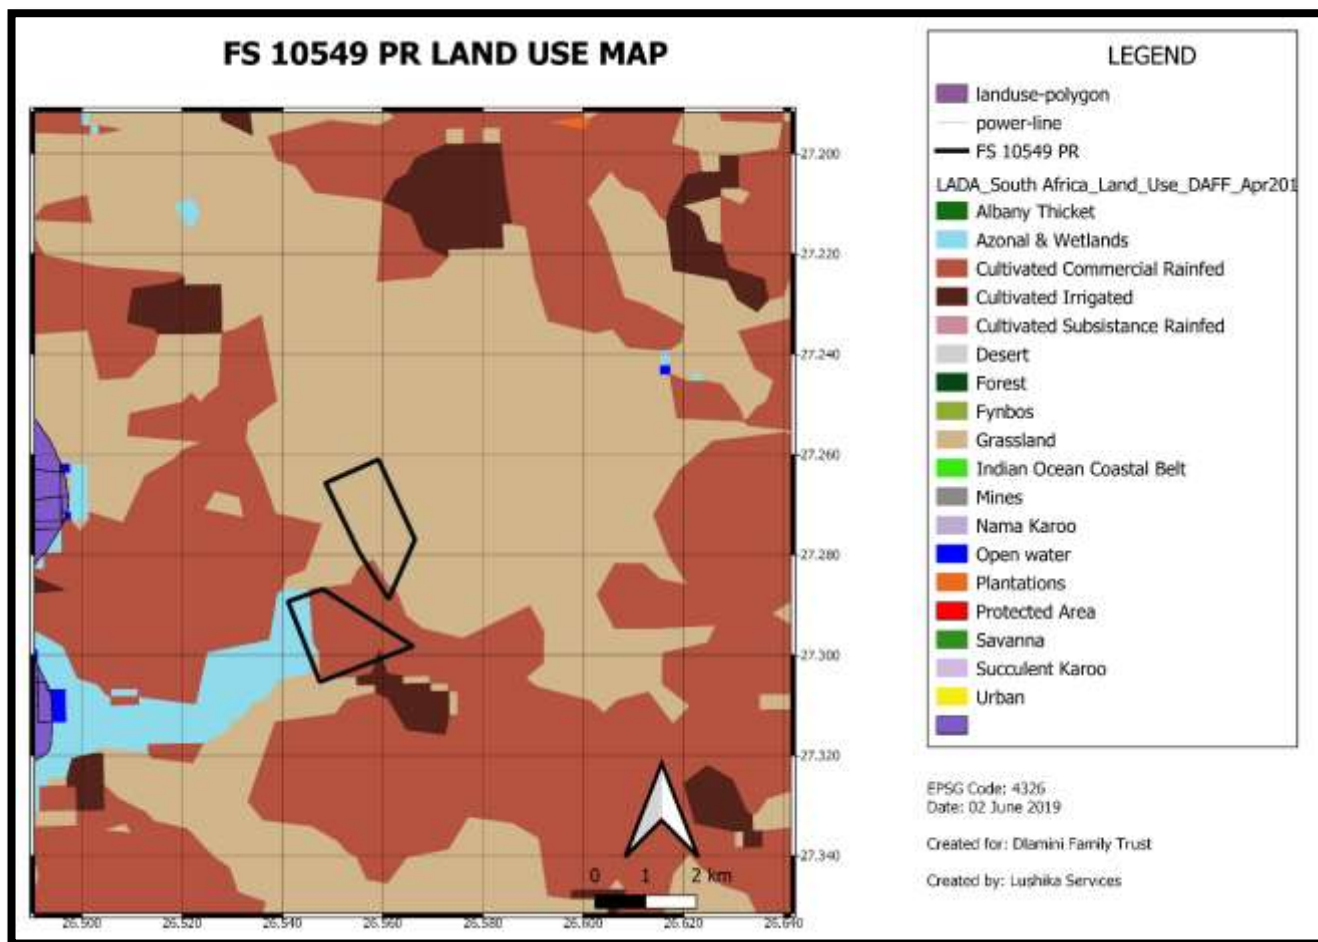 FS 10549 PR LAND USE MAP
LEGEND
landuse-polygon
power-line
FS 10549 PR
LADA_South Africa_Land_Use_DAFF_Apr201
Albany Thicket
Azonal & Wetlands
Cultivated Commercial Rainfed
Cultivated Irrigated
Cultivated Subsistance Rainfed
Desert
Forest
Fynbos
Grassland
Indian Ocean Coastal Belt
Mines
Nama Karoo
Open water
Plantations
Protected Area
Savanna
Succulent Karoo
Urban
-27.200
-27.220
-27.240
-27.260
-27.280
-27.300
-27.320
-27.340
0 1 2 km
26.500 26.520 26.540 26.560 26.580 26.600 26.620 26.640
EPSG Code: 4326
Date: 02 June 2019
Created for: Dlamini Family Trust
Created by: Lushika Services